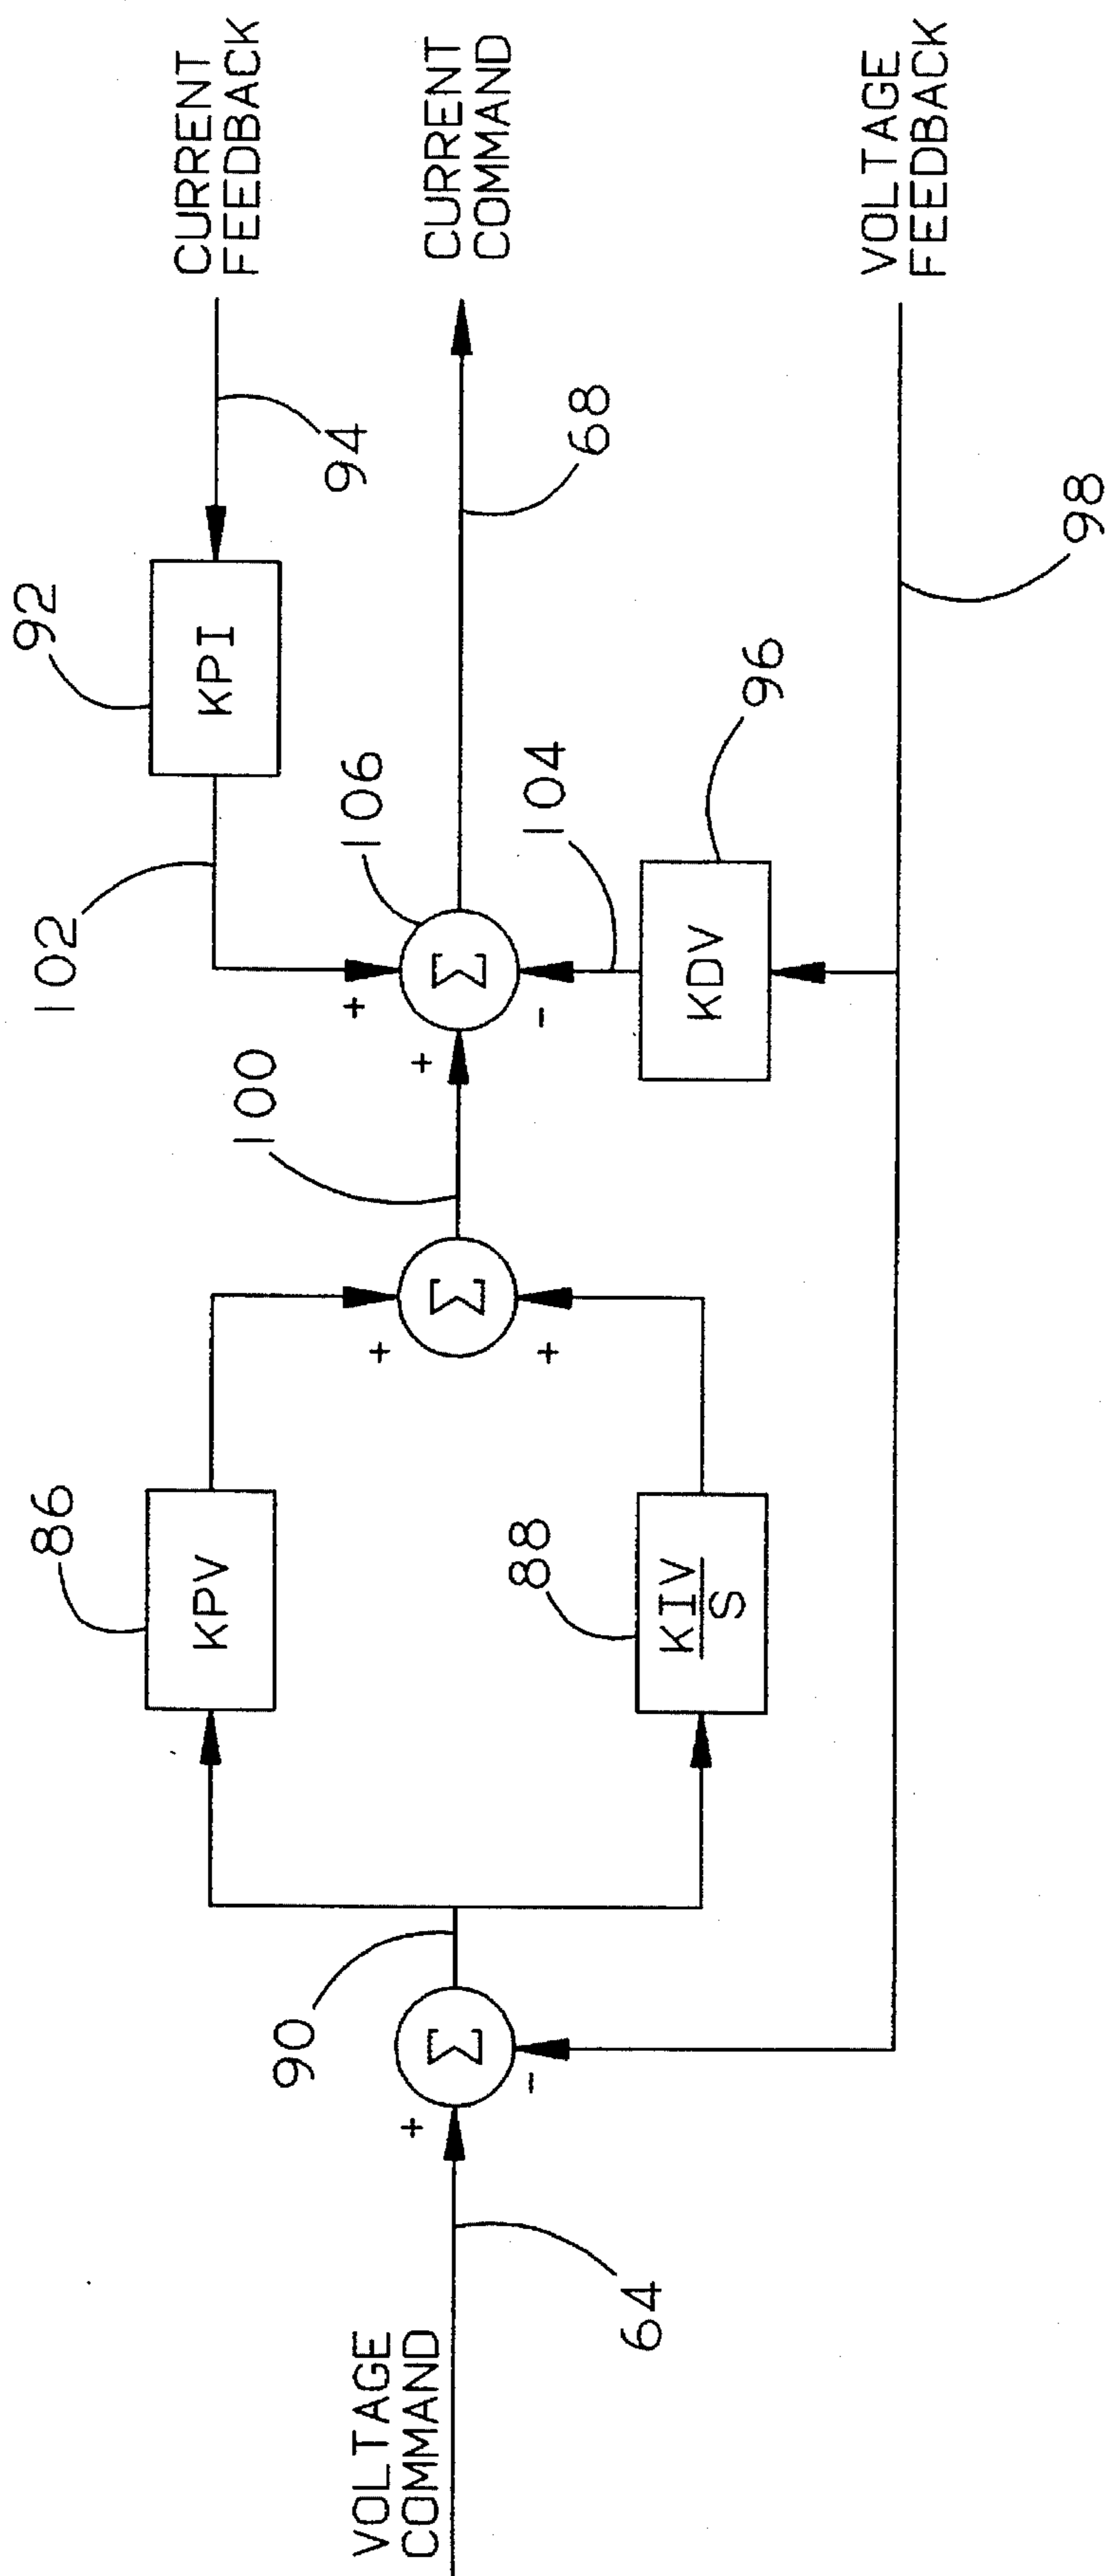 CURRENT
FEEDBACK
92
KPI
94
102
CURRENT
COMMAND
68
106
Σ
+
+
-
104
100
96
KDV
VOLTAGE
FEEDBACK
98
86
KPV
88
KIV
S
Σ
+
+
90
Σ
+
-
VOLTAGE
COMMAND
64